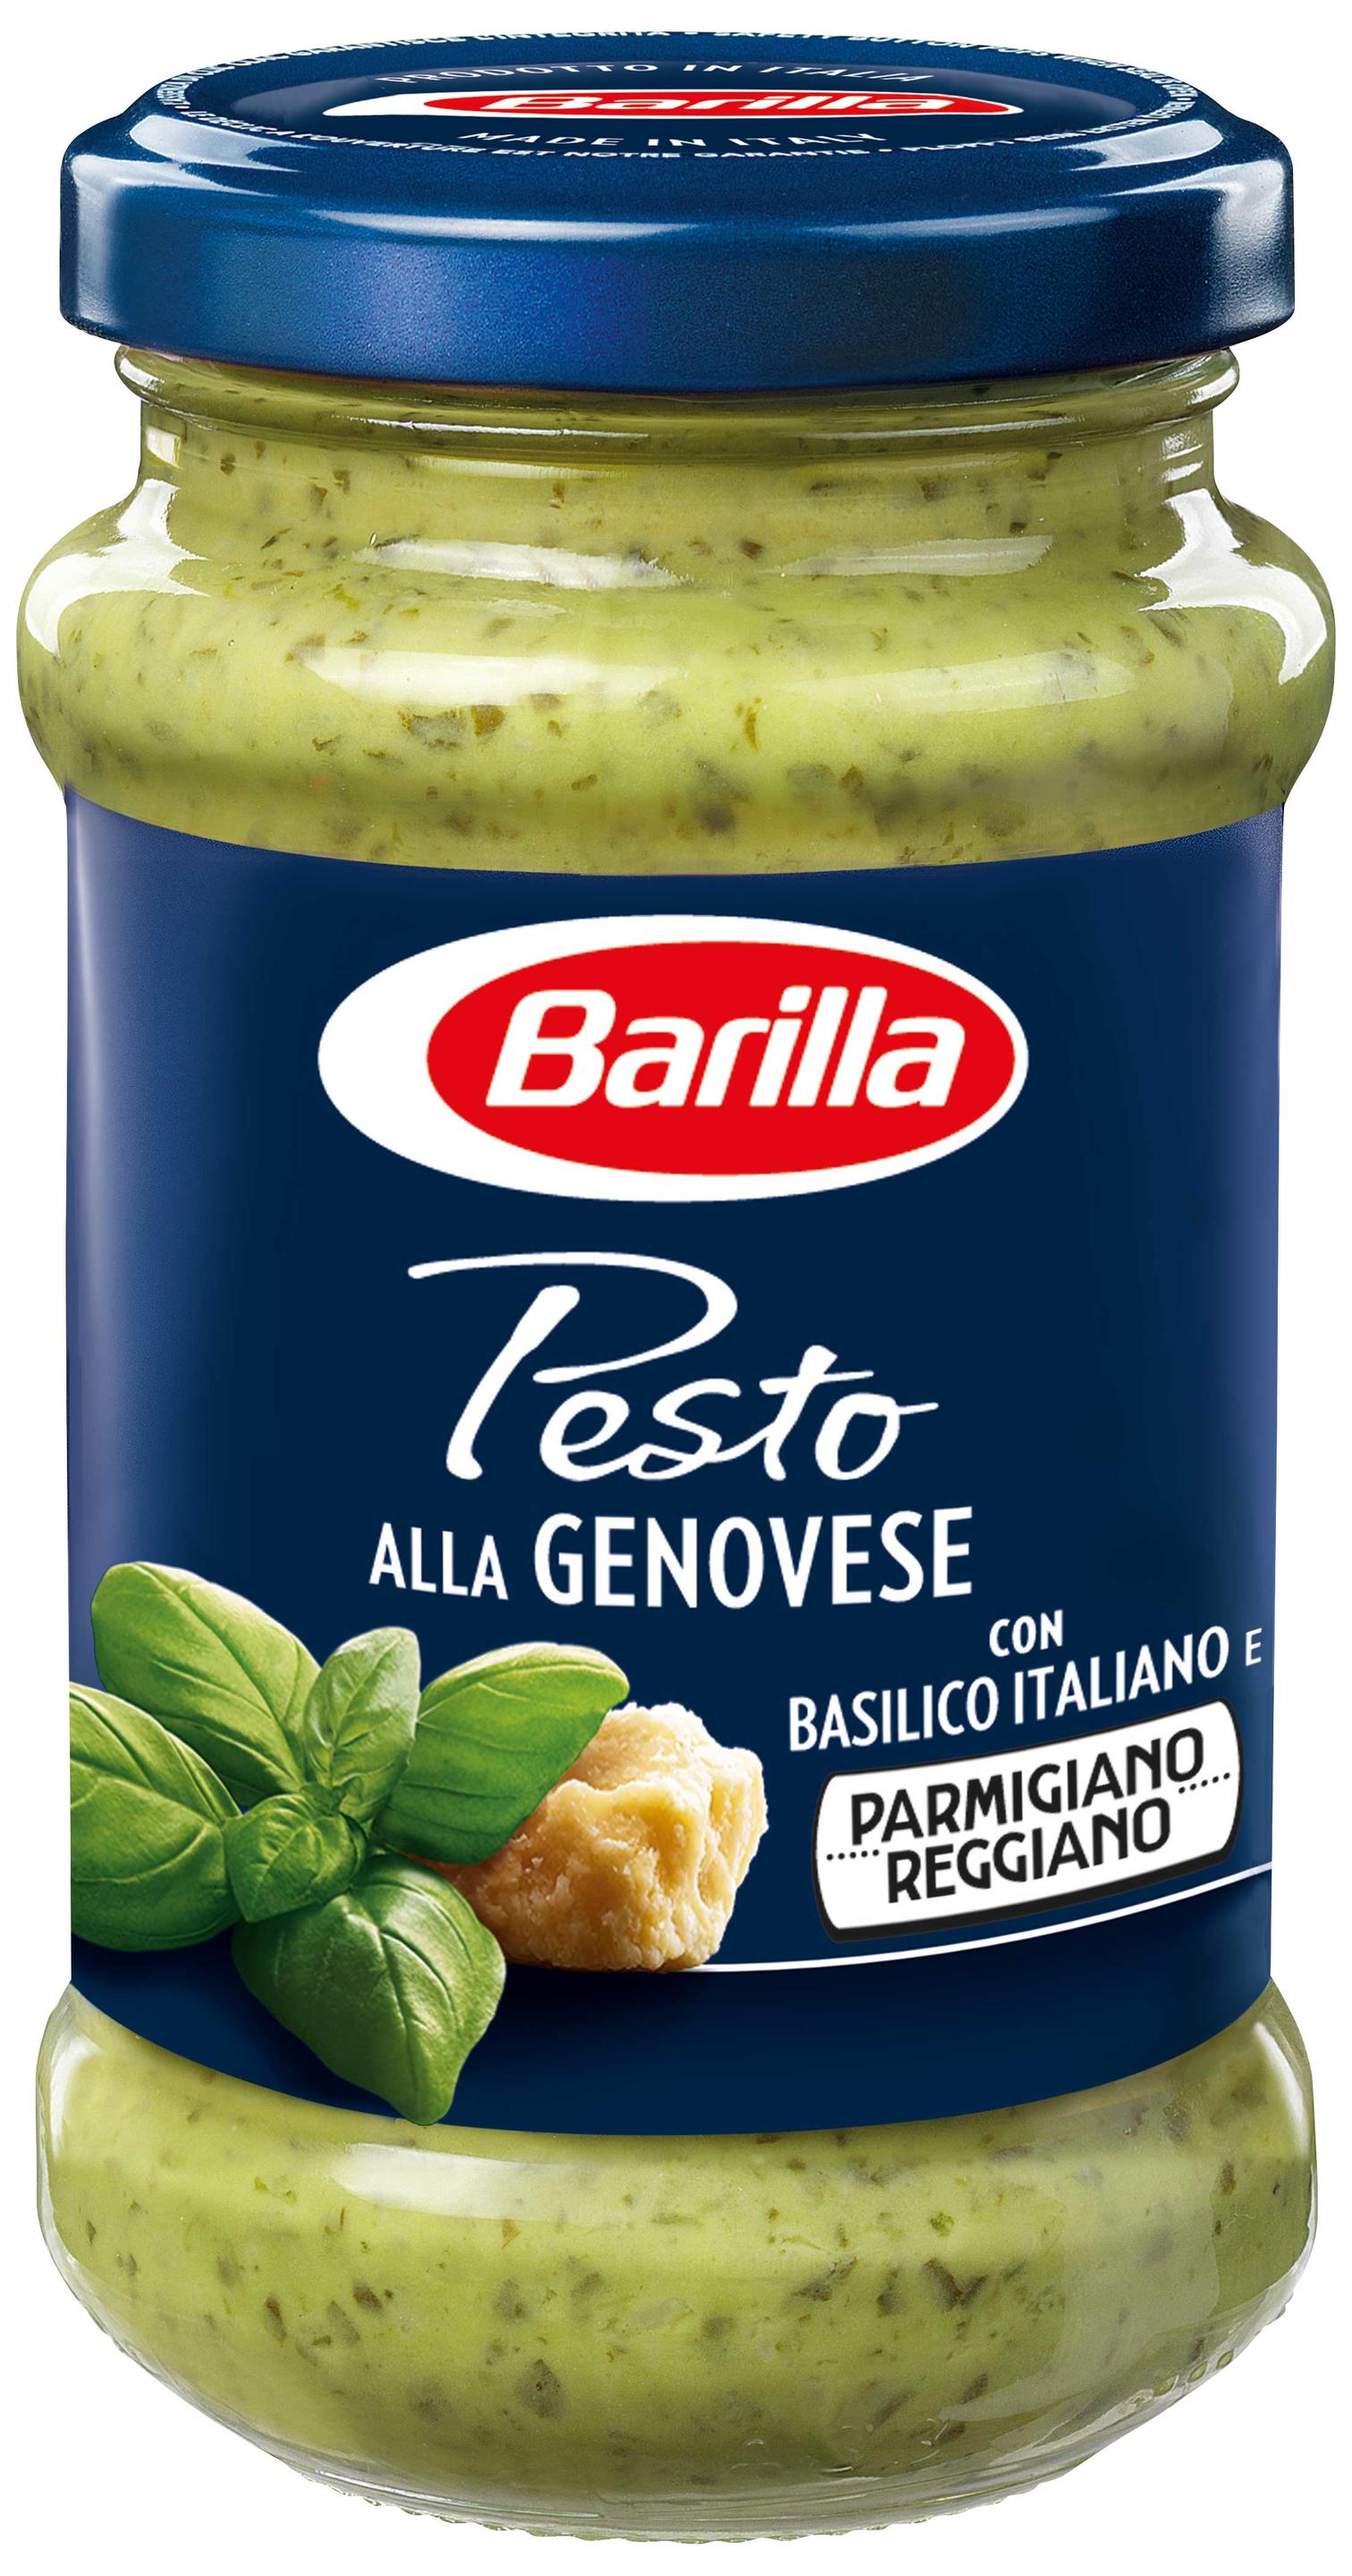 PRODOTTO IN ITALIA
Barilla
MADE IN ITALY
Barilla
Pesto
ALLA GENOVESE
CON
BASILICO ITALIANO E
PARMIGIANO
REGGIANO